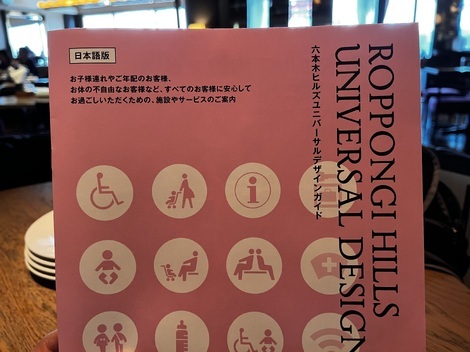 日本語版
お子様連れやご年配のお客様、
お体の不自由なお客様など、すべてのお客様に安心して
お過ごしいただくための、施設やサービスのご案内
六本木ヒルズユニバーサルデザインガイド
ROPPONGI HILLS
UNIVERSAL DESIGN